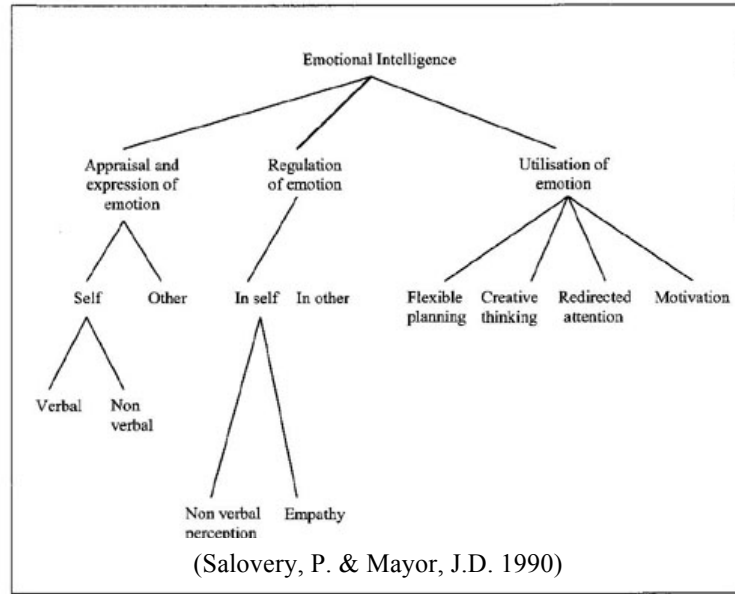 Emotional Intelligence
Appraisal and
expression of
emotion
Regulation
of emotion
Utilisation of
emotion
Self
Other
In self
In other
Flexible
planning
Creative
thinking
Redirected
attention
Motivation
Verbal
Non
verbal
Non verbal
perception
Empathy
(Salovery, P. & Mayor, J.D. 1990)